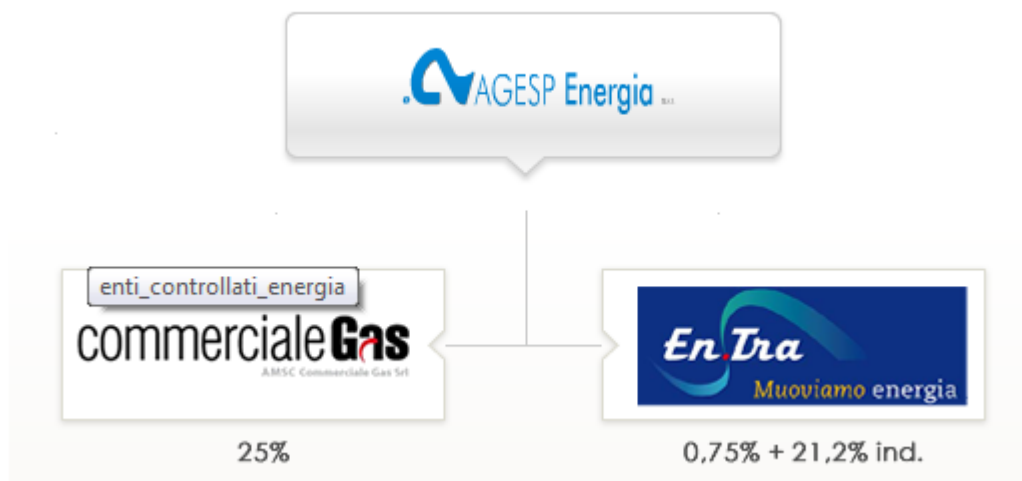 AGESP Energia
enti_controllati_energia
commercialeGas
AMSC Commerciale Gas Srl
En.Tra
Muoviamo energia
25%
0,75% + 21,2% ind.